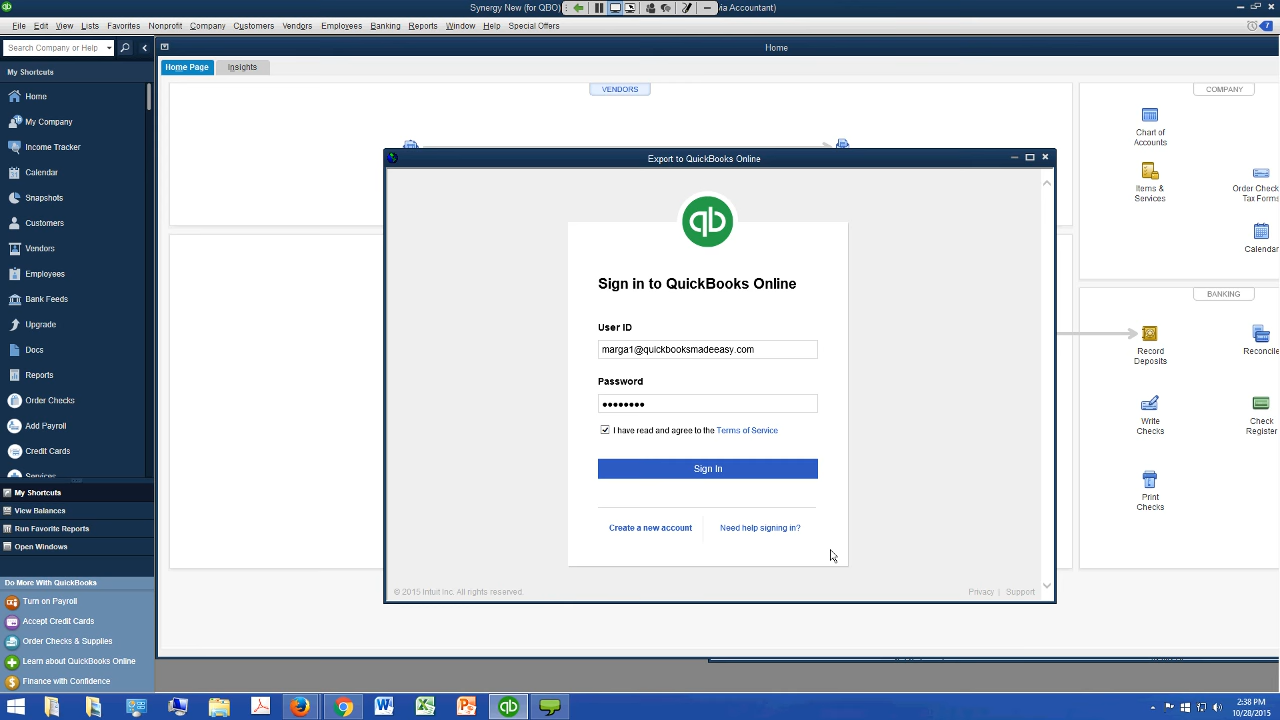 Synergy New (for QBO)
ia Accountant)
File Edit View Lists Favorites Nonprofit Company Customers Vendors Employees Banking Reports Window Help Special Offers
7
Search Company or Help
Home
My Shortcuts
Home Page
Insights
Home
My Company
Income Tracker
Calendar
Snapshots
Customers
Vendors
Employees
Bank Feeds
Upgrade
Docs
Reports
Order Checks
Add Payroll
Credit Cards
Services
My Shortcuts
View Balances
Run Favorite Reports
Open Windows
Do More With QuickBooks
Turn on Payroll
Accept Credit Cards
Order Checks & Supplies
Learn about QuickBooks Online
Finance with Confidence
VENDORS
COMPANY
Chart of
Accounts
Items &
Services
Order Check
Tax Forms
Calendar
BANKING
Record
Deposits
Reconcile
Write
Checks
Check
Register
Print
Checks
Export to QuickBooks Online
qb
Sign in to QuickBooks Online
User ID
marga1@quickbooksmadeeasy.com
Password
••••••••
I have read and agree to the Terms of Service
Sign In
Create a new account
Need help signing in?
© 2015 Intuit Inc. All rights reserved.
Privacy | Support
2:38 PM
10/28/2015